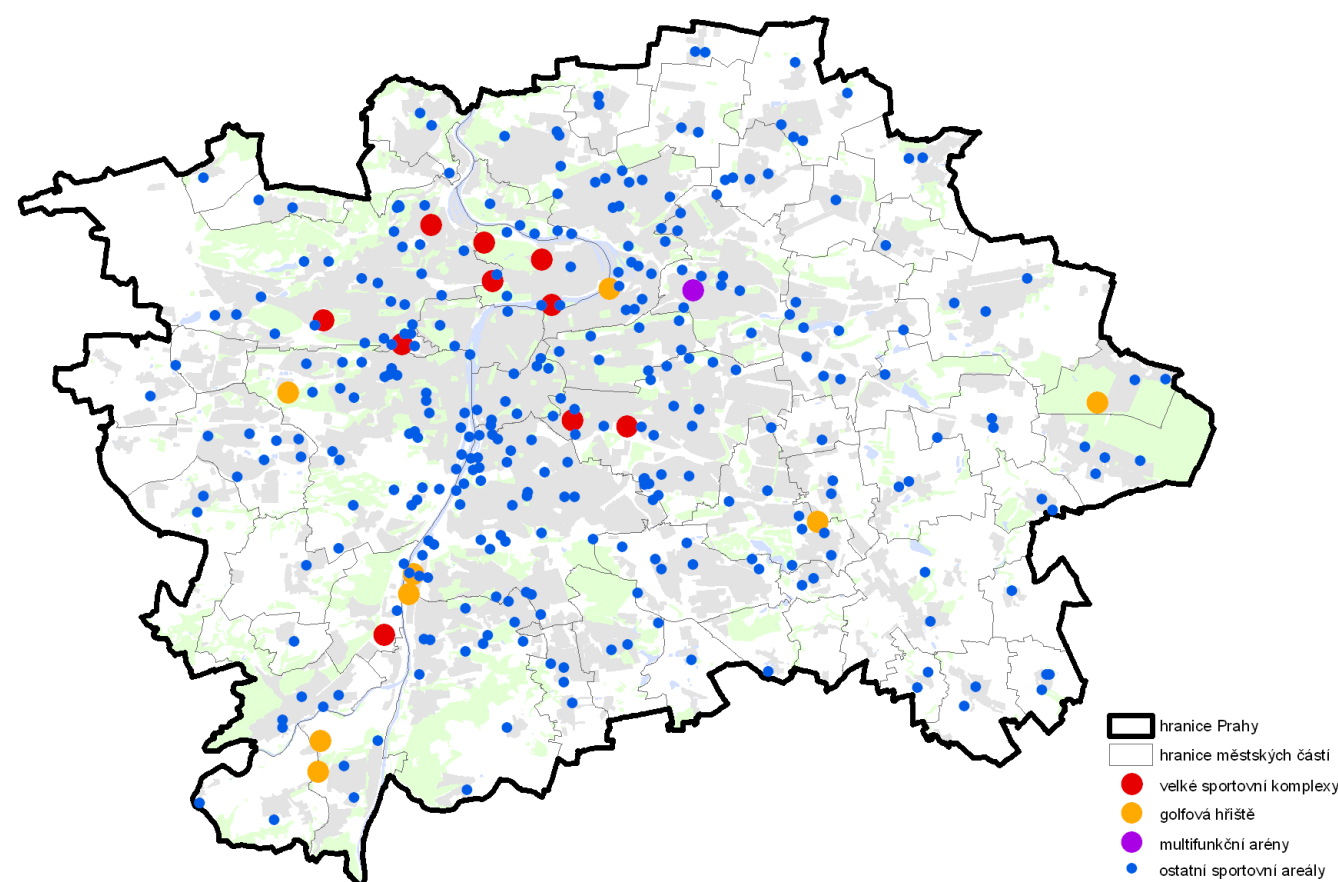 hranice Prahy
hranice městských částí
velké sportovní komplexy
golfová hřiště
multifunkční arény
ostatní sportovní areály